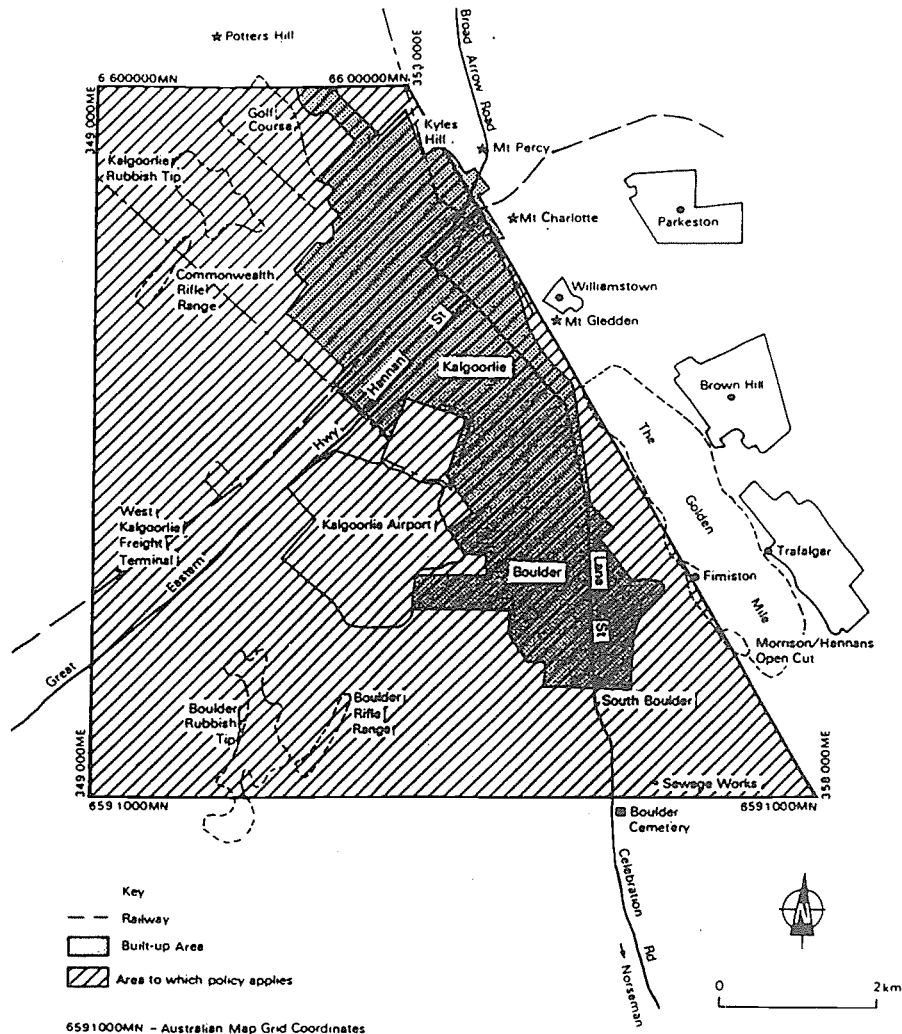 Potters Hill
Broad Arrow Road
353 000E
6 600000MN
66 00000MN
349 000ME
Golf
Course
Kyles
Hill
Mt Percy
Kalgoorlie
Rubbish Tip
Mt Charlotte
Parkeston
Commonwealth
Rifle
Range
Williamstown
Mt Gledden
Hannan St
Kalgoorlie
Brown Hill
Hwy
The
Golden
Mile
West
Kalgoorlie
Freight
Terminal
Kalgoorlie Airport
Eastern
Great
Boulder
Lane
St
Trafalgar
Fimiston
Morrison/Hannans
Open Cut
Boulder
Rubbish
Tip
Boulder
Rifle
Range
South Boulder
349 000ME
358 000ME
Sewage Works
6591000MN
6591000MN
Boulder
Cemetery
Celebration Rd
Norseman
Key
Railway
Built-up Area
Area to which policy applies
N
0 2 km
6591000MN – Australian Map Grid Coordinates